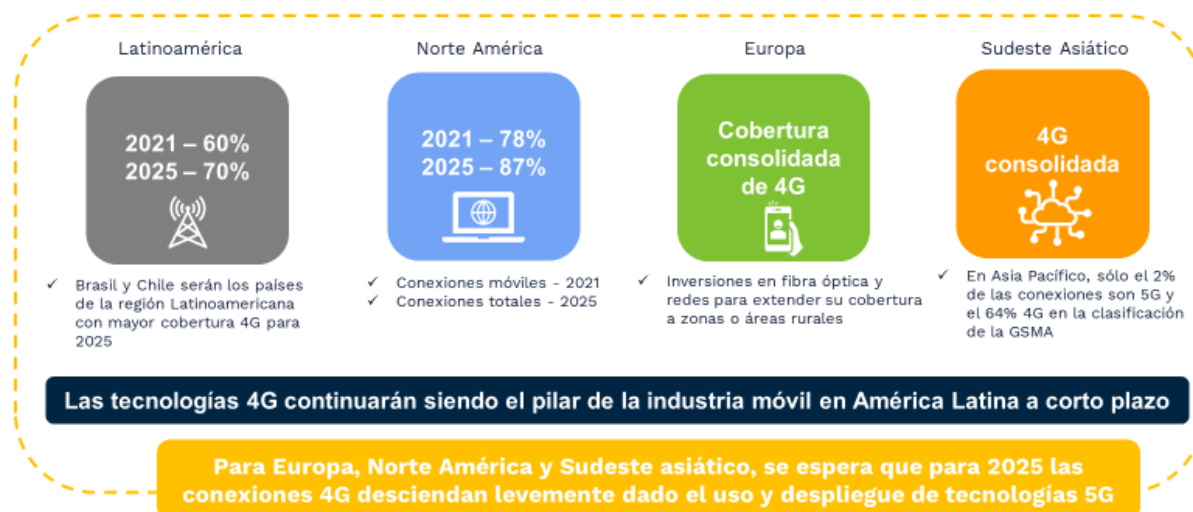 Latinoamérica
2021 – 60%
2025 – 70%
✓ Brasil y Chile serán los países
de la región Latinoamericana
con mayor cobertura 4G para
2025
Norte América
2021 – 78%
2025 – 87%
✓ Conexiones móviles - 2021
✓ Conexiones totales - 2025
Europa
Cobertura
consolidada
de 4G
✓ Inversiones en fibra óptica y
redes para extender su cobertura
a zonas o áreas rurales
Sudeste Asiático
4G
consolidada
✓ En Asia Pacífico, sólo el 2%
de las conexiones son 5G y
el 64% 4G en la clasificación
de la GSMA
Las tecnologías 4G continuarán siendo el pilar de la industria móvil en América Latina a corto plazo
Para Europa, Norte América y Sudeste asiático, se espera que para 2025 las
conexiones 4G desciendan levemente dado el uso y despliegue de tecnologías 5G